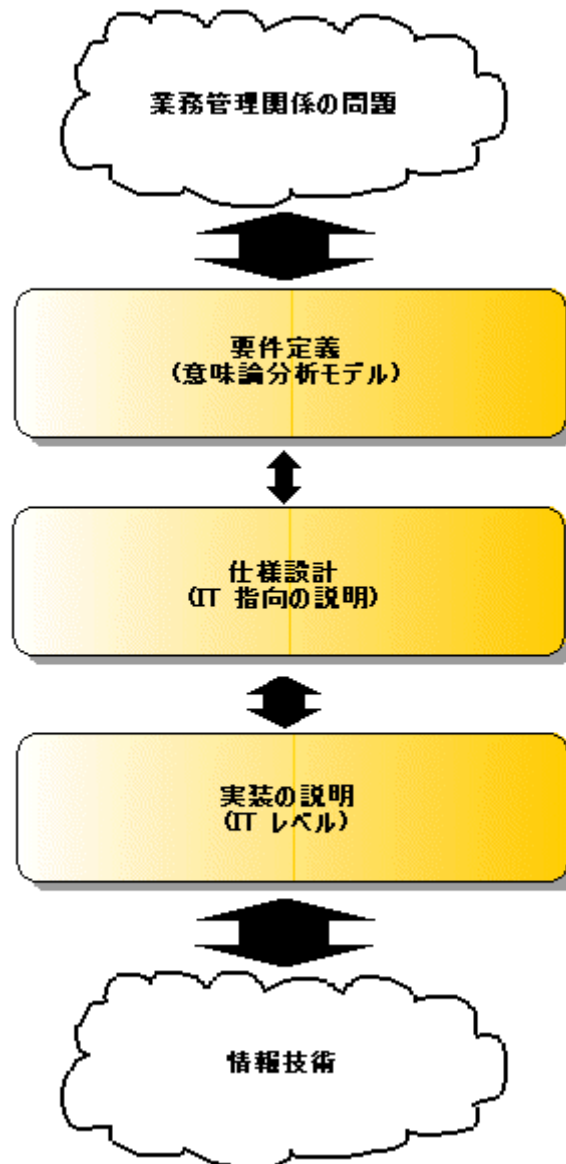 業務管理関係の問題
要件定義
(意味論分析モデル)
仕様設計
(IT 指向の説明)
実装の説明
(IT レベル)
情報技術